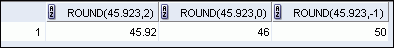 ROUND(45.923,2) ROUND(45.923,0) ROUND(45.923,-1)
1 45.92 46 50